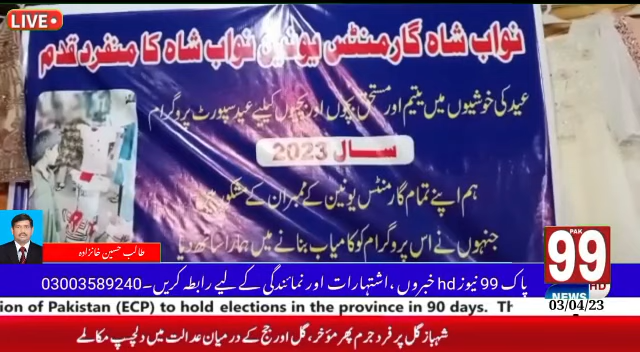 LIVE
نواب شاہ گارمنٹس یونین نواب شاہ کا منفرد قدم
عید کی خوشیوں میں یتیم اور مستحق بچوں اور بچیوں کیلیے عید سپورٹ پروگرام
سال 2023
ہم اپنے تمام گارمنٹس یونین کے ممبران کے مشکور ہیں
جنہوں نے اس پروگرام کو کامیاب بنانے میں ہمارا ساتھ دیا
طالب حسین خانزادہ
PAK
99
NEWS HD
پاک 99 نیوز hd خبروں ،اشتہارات اور نمائندگی کے لیے رابطہ کریں۔03003589240
03/04/23
ion of Pakistan (ECP) to hold elections in the province in 90 days. Th
شہباز گل پر فرد جرم پھر مؤخر، گل اور جج کے درمیان عدالت میں دلچسپ مکالمے